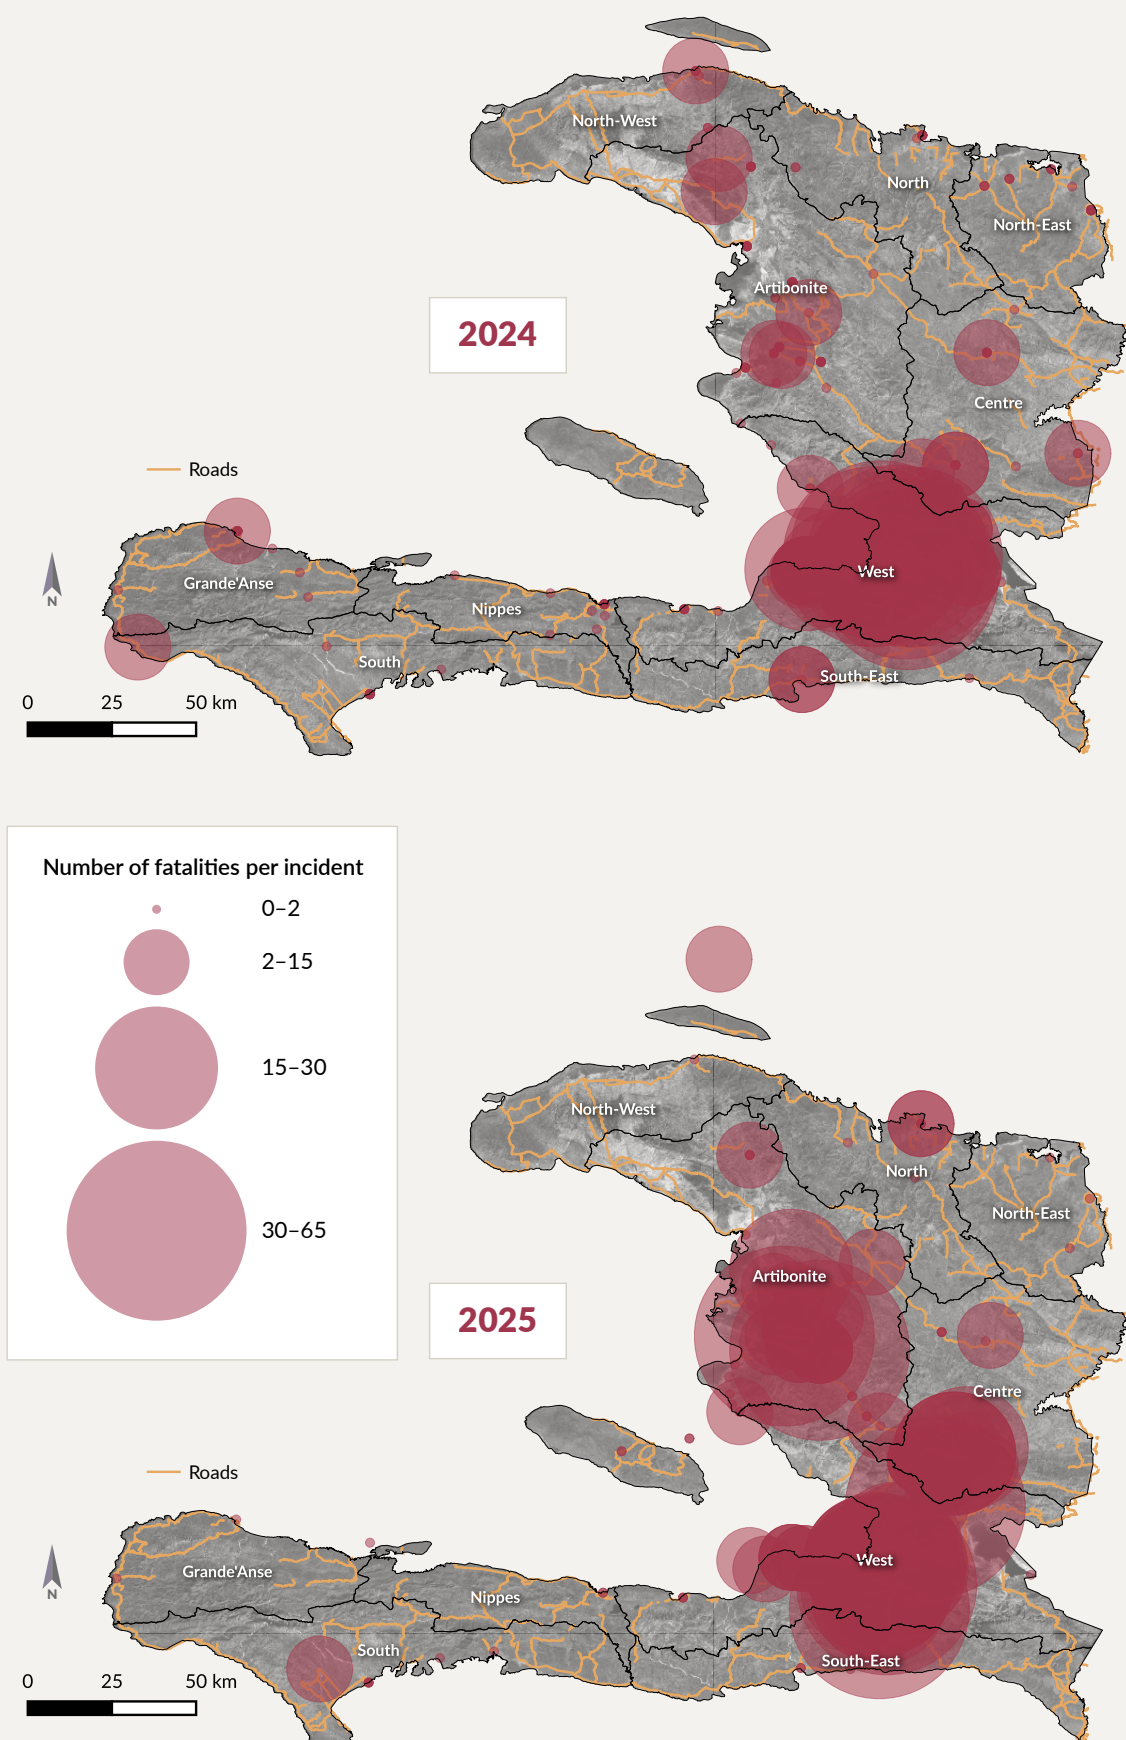 North-West
North
North-East
Artibonite
2024
Centre
Roads
West
Grande'Anse
N
Nippes
South
South-East
0 25 50 km
Number of fatalities per incident
0–2
2–15
15–30
30–65
North-West
North
North-East
Artibonite
2025
Centre
Roads
West
Grande'Anse
N
Nippes
South
South-East
0 25 50 km